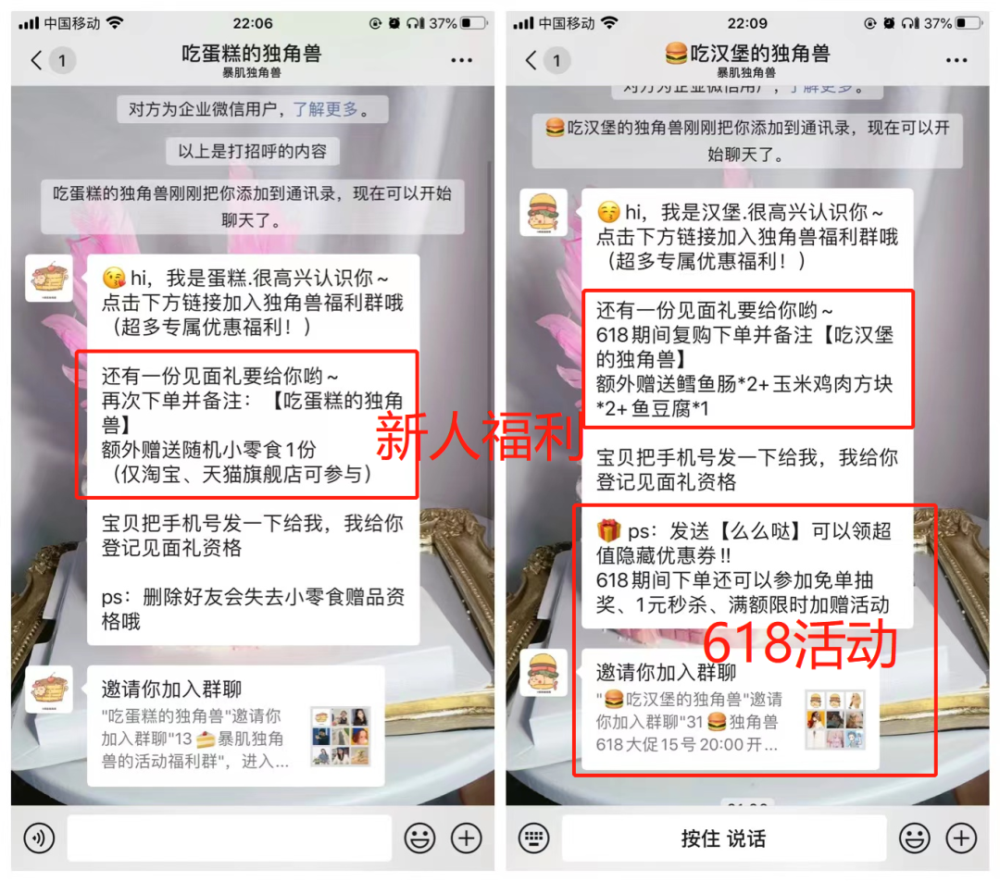 中国移动
22:06
37%
1
吃蛋糕的独角兽
暴肌独角兽
对方为企业微信用户，了解更多。
以上是打招呼的内容
吃蛋糕的独角兽刚刚把你添加到通讯录，现在可以开始
聊天了。
😘 hi，我是蛋糕.很高兴认识你～
点击下方链接加入独角兽福利群哦
（超多专属优惠福利！）
还有一份见面礼要给你哟～
再次下单并备注：【吃蛋糕的独角
兽】
额外赠送随机小零食1份
（仅淘宝、天猫旗舰店可参与）
宝贝把手机号发一下给我，我给你
登记见面礼资格
ps：删除好友会失去小零食赠品资
格哦
邀请你加入群聊
"吃蛋糕的独角兽"邀请你
加入群聊"13🍰暴肌独角
兽的活动福利群"，进入...
新人福利
中国移动
22:09
37%
1
🍔吃汉堡的独角兽
暴肌独角兽
对方为企业微信用户，了解更多。
🍔吃汉堡的独角兽刚刚把你添加到通讯录，现在可以开
始聊天了。
😚 hi，我是汉堡.很高兴认识你～
点击下方链接加入独角兽福利群哦
（超多专属优惠福利！）
还有一份见面礼要给你哟～
618期间复购下单并备注【吃汉堡
的独角兽】
额外赠送鳕鱼肠*2+玉米鸡肉方块
*2+鱼豆腐*1
宝贝把手机号发一下给我，我给你
登记见面礼资格
🎁 ps：发送【么么哒】可以领超
值隐藏优惠券‼
618期间下单还可以参加免单抽
奖、1元秒杀、满额限时加赠活动
618活动
邀请你加入群聊
"🍔吃汉堡的独角兽"邀请
你加入群聊"31🍔独角兽
618大促15号20:00开...
按住 说话